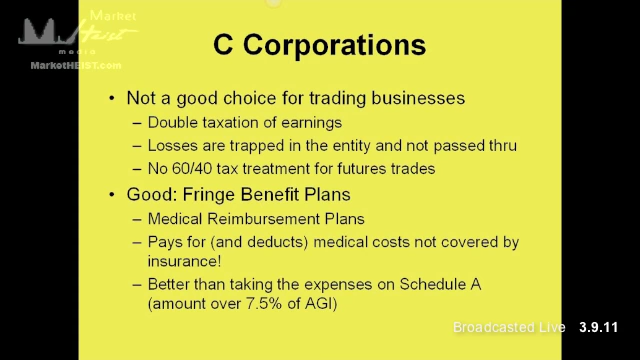 Market
Heist
media
MarketHEIST.com
C Corporations
• Not a good choice for trading businesses
– Double taxation of earnings
– Losses are trapped in the entity and not passed thru
– No 60/40 tax treatment for futures trades
• Good: Fringe Benefit Plans
– Medical Reimbursement Plans
– Pays for (and deducts) medical costs not covered by
insurance!
– Better than taking the expenses on Schedule A
(amount over 7.5% of AGI)
Broadcasted Live 3.9.11